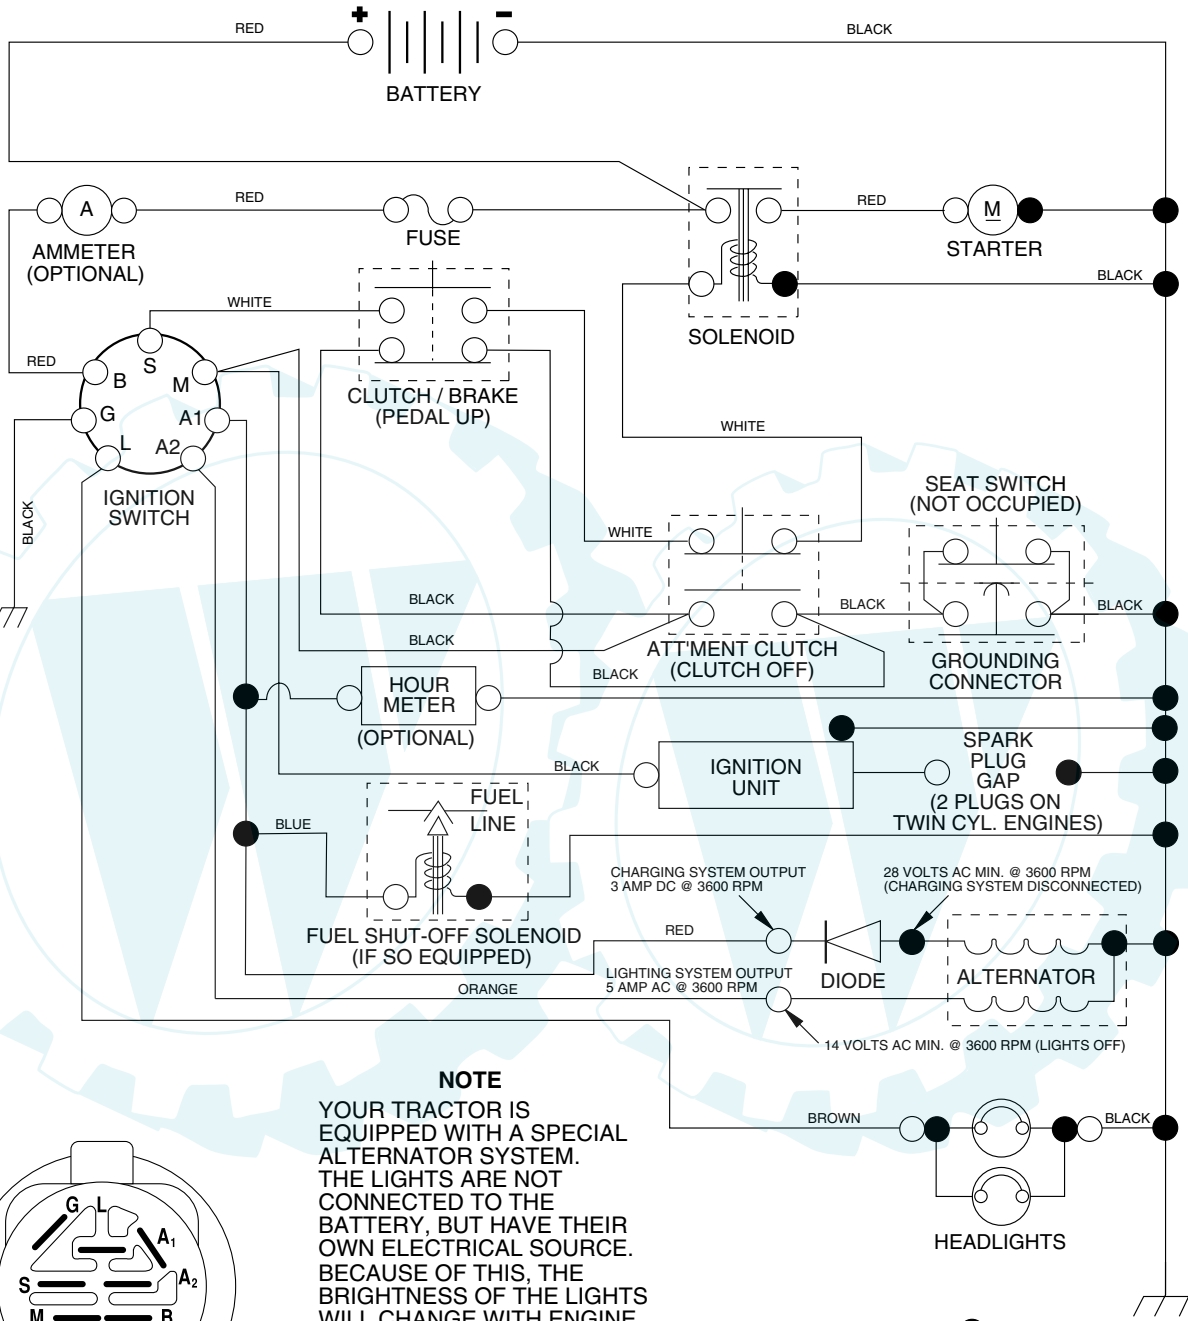 + −
RED
BLACK
BATTERY
A
RED
RED
M
AMMETER
(OPTIONAL)
FUSE
STARTER
BLACK
WHITE
SOLENOID
RED
S
B
M
G
A1
L
A2
CLUTCH / BRAKE
(PEDAL UP)
WHITE
IGNITION
SWITCH
BLACK
SEAT SWITCH
(NOT OCCUPIED)
WHITE
BLACK
BLACK
BLACK
BLACK
ATT'MENT CLUTCH
(CLUTCH OFF)
BLACK
GROUNDING
CONNECTOR
HOUR
METER
(OPTIONAL)
BLACK
IGNITION
UNIT
SPARK
PLUG
GAP
(2 PLUGS ON
TWIN CYL. ENGINES)
BLUE
FUEL
LINE
CHARGING SYSTEM OUTPUT
3 AMP DC @ 3600 RPM
28 VOLTS AC MIN. @ 3600 RPM
(CHARGING SYSTEM DISCONNECTED)
FUEL SHUT-OFF SOLENOID
(IF SO EQUIPPED)
RED
DIODE
ALTERNATOR
LIGHTING SYSTEM OUTPUT
5 AMP AC @ 3600 RPM
ORANGE
14 VOLTS AC MIN. @ 3600 RPM (LIGHTS OFF)
BROWN
BLACK
HEADLIGHTS
NOTE
YOUR TRACTOR IS
EQUIPPED WITH A SPECIAL
ALTERNATOR SYSTEM.
THE LIGHTS ARE NOT
CONNECTED TO THE
BATTERY, BUT HAVE THEIR
OWN ELECTRICAL SOURCE.
BECAUSE OF THIS, THE
BRIGHTNESS OF THE LIGHTS
WILL CHANGE WITH ENGINE
G L
A1
A2
S
M
B